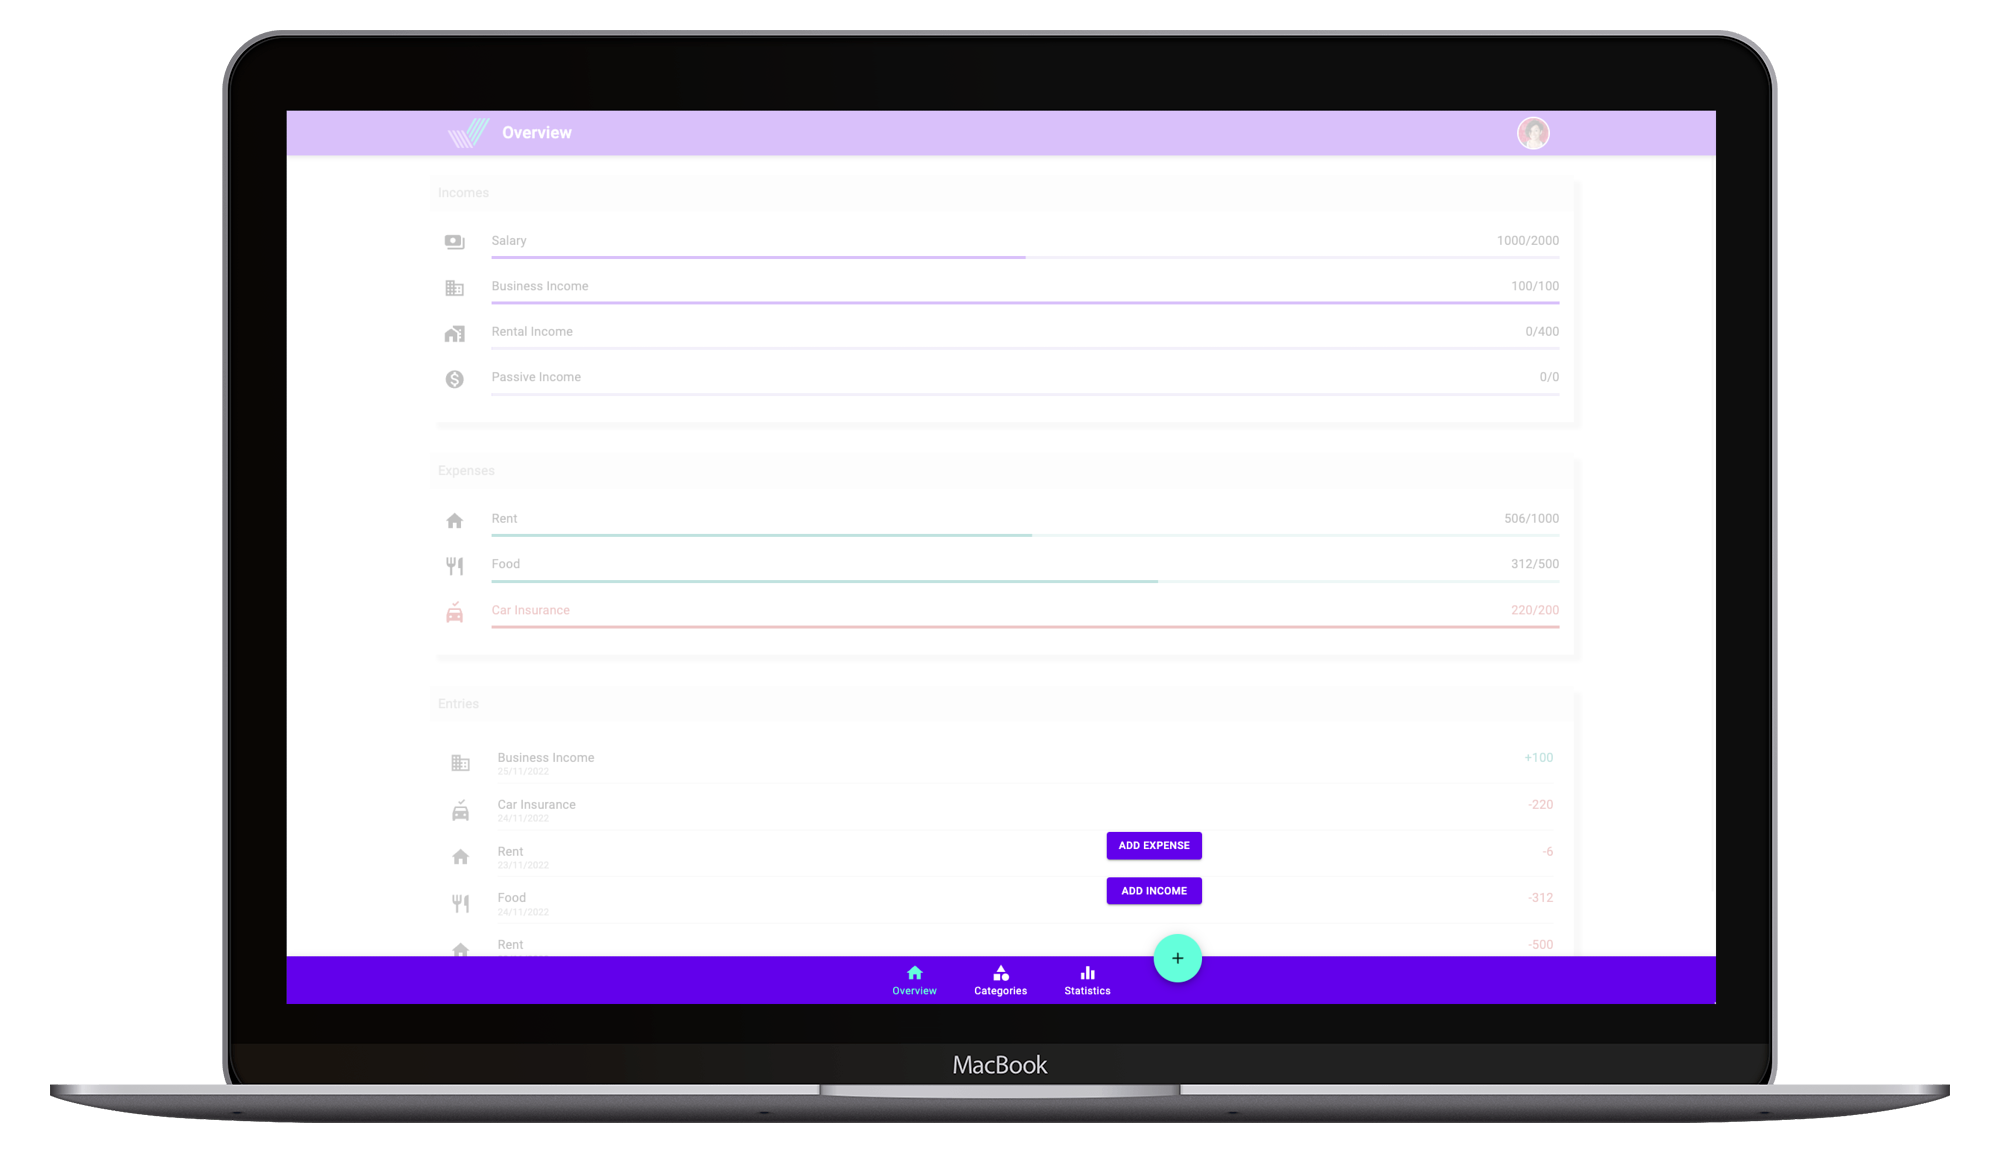 Overview
Incomes
Salary 1000/2000
Business Income 100/100
Rental Income 0/400
Passive Income 0/0
Expenses
Rent 506/1000
Food 312/500
Car Insurance 220/200
Entries
Business Income +100
25/11/2022
Car Insurance -220
24/11/2022
ADD EXPENSE
Rent -6
23/11/2022
ADD INCOME
Food -312
24/11/2022
Rent -500
+
Overview Categories Statistics
MacBook